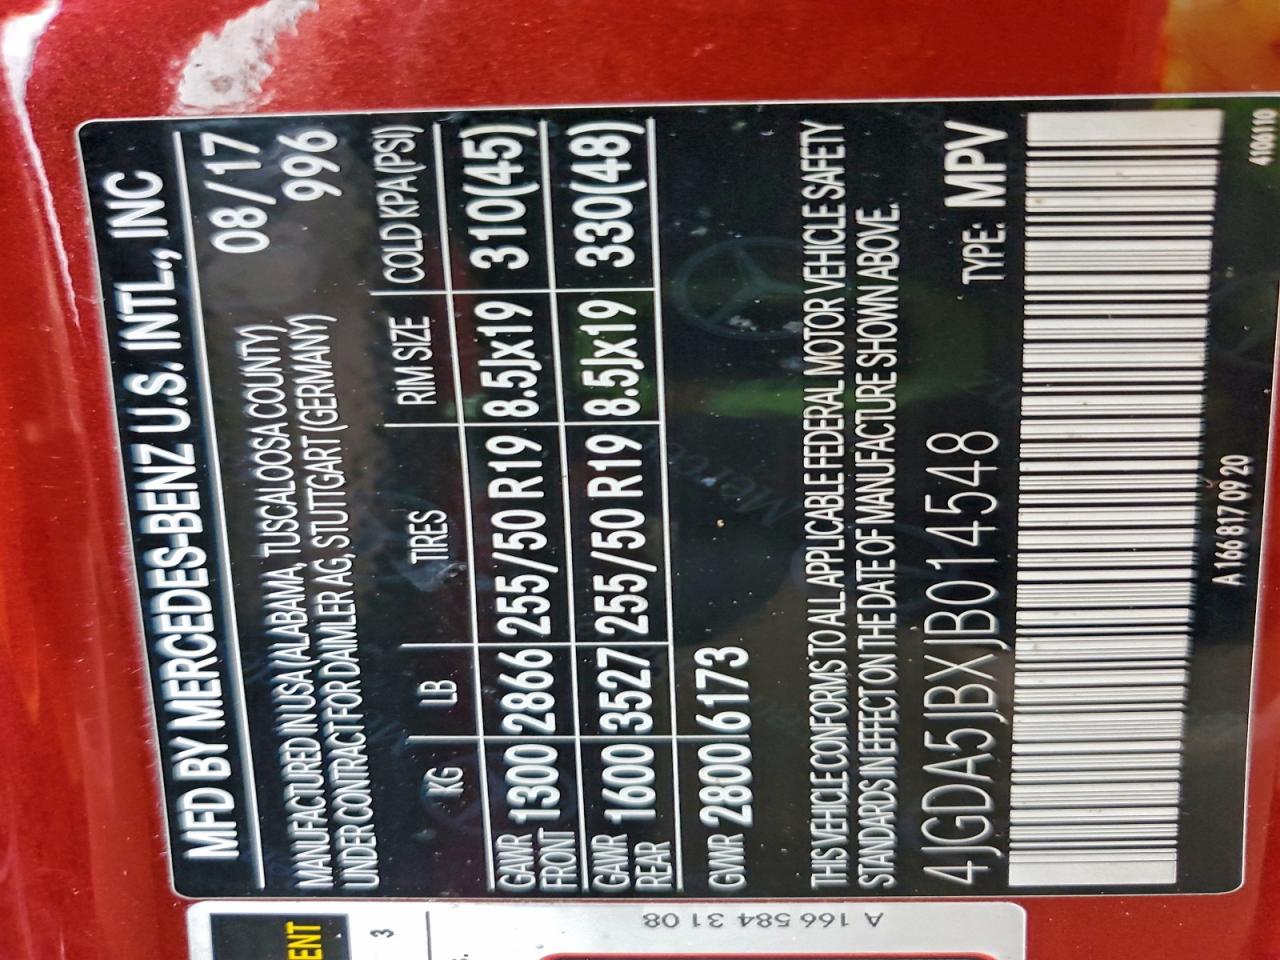 MFD BY MERCEDES-BENZ U.S. INTL., INC
08/17
MANUFACTURED IN USA (ALABAMA, TUSCALOOSA COUNTY) 996
UNDER CONTRACT FOR DAIMLER AG, STUTTGART (GERMANY)
KG LB TIRES RIM SIZE COLD KPA (PSI)
GAWR FRONT 1300 2866 255/50 R19 8.5Jx19 310(45)
GAWR REAR 1600 3527 255/50 R19 8.5Jx19 330(48)
GWR 2800 6173
THIS VEHICLE CONFORMS TO ALL APPLICABLE FEDERAL MOTOR VEHICLE SAFETY
STANDARDS IN EFFECT ON THE DATE OF MANUFACTURE SHOWN ABOVE.
4JGDA5JBXJB014548 TYPE: MPV
A 166 817 09 20
4106110
A 166 584 31 08
ENT
3